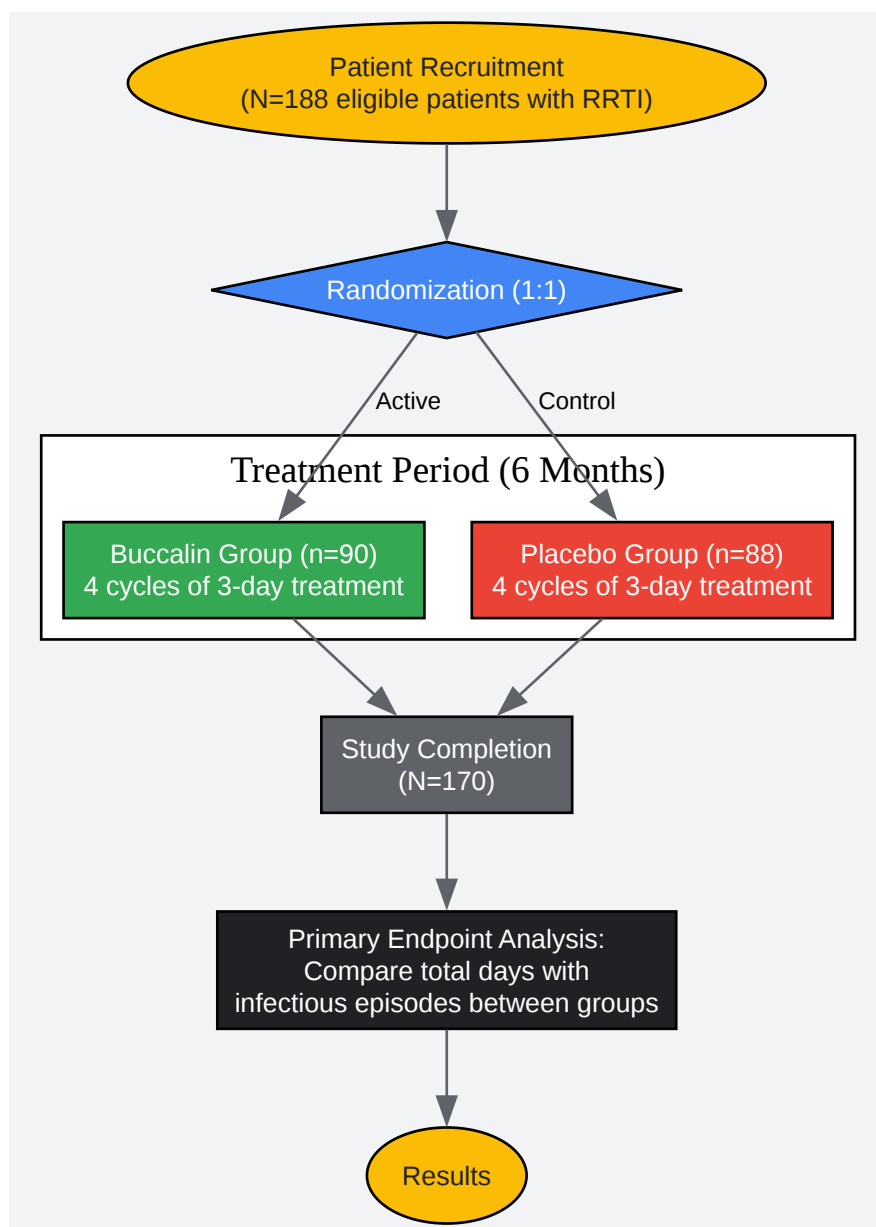 Patient Recruitment
(N=188 eligible patients with RRTI)
Randomization (1:1)
Active
Control
Treatment Period (6 Months)
Buccalin Group (n=90)
4 cycles of 3-day treatment
Placebo Group (n=88)
4 cycles of 3-day treatment
Study Completion
(N=170)
Primary Endpoint Analysis:
Compare total days with
infectious episodes between groups
Results